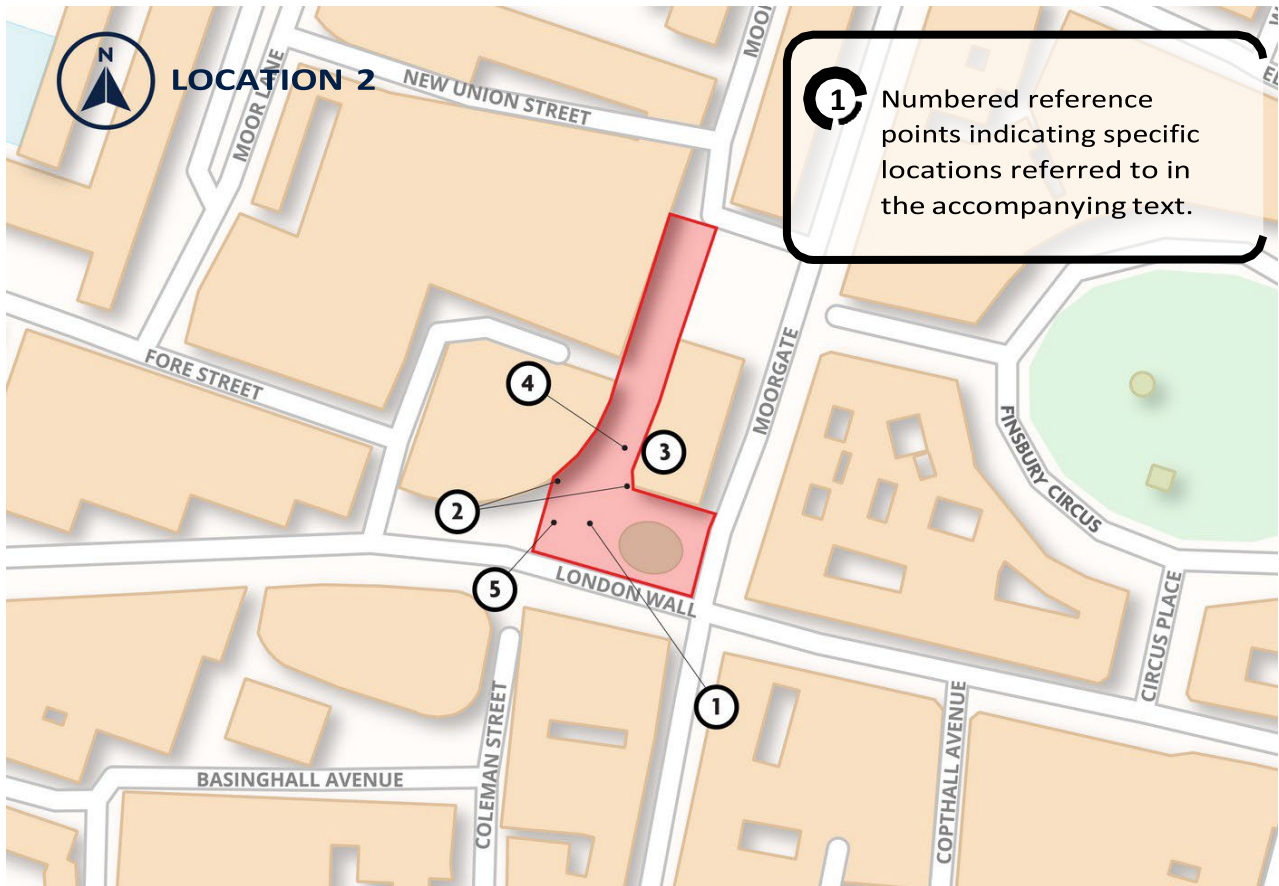 N
LOCATION 2
MOOR LANE
NEW UNION STREET
1
Numbered reference
points indicating specific
locations referred to in
the accompanying text.
FORE STREET
MOORGATE
FINSBURY CIRCUS
4
3
2
5
LONDON WALL
1
CIRCUS PLACE
COLEMAN STREET
BASINGHALL AVENUE
COPTHALL AVENUE